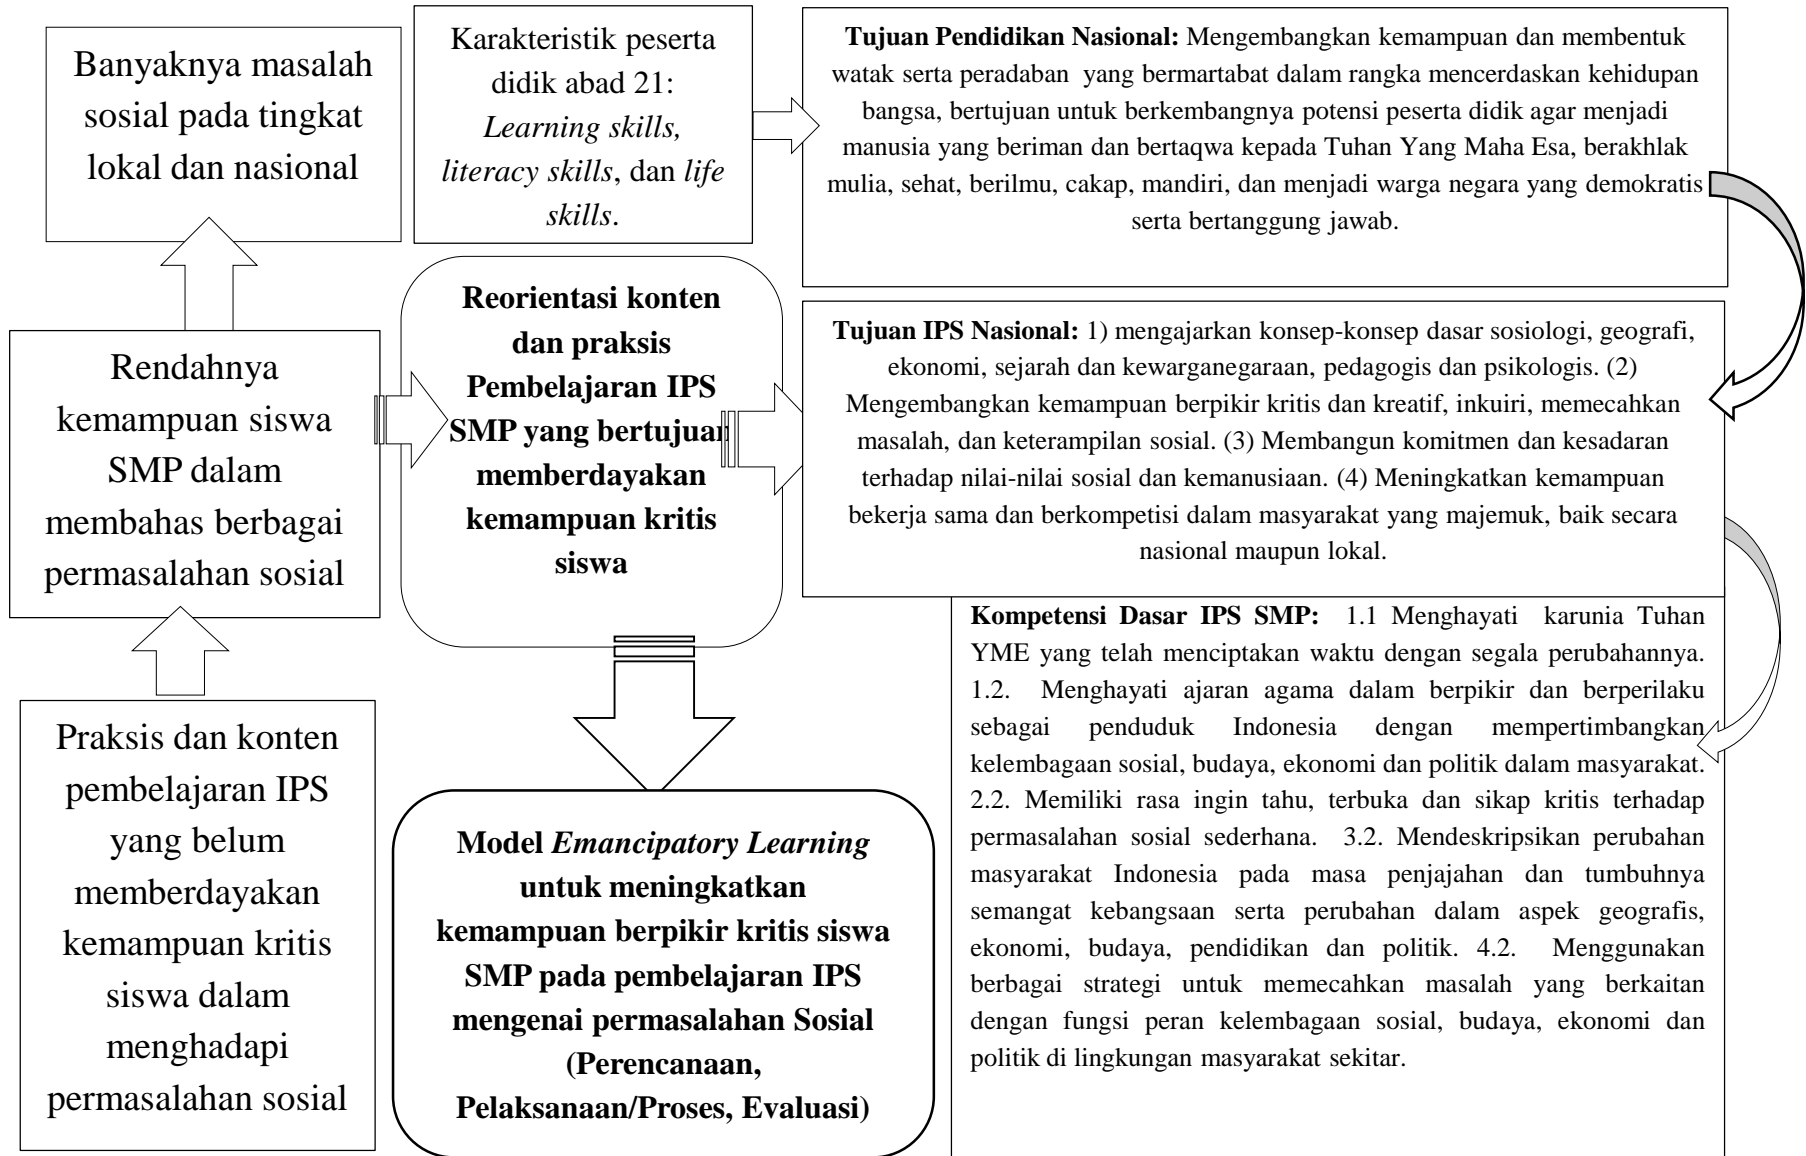 Banyaknya masalah
sosial pada tingkat
lokal dan nasional
Karakteristik peserta
didik abad 21:
Learning skills,
literacy skills, dan life
skills.
Tujuan Pendidikan Nasional: Mengembangkan kemampuan dan membentuk
watak serta peradaban yang bermartabat dalam rangka mencerdaskan kehidupan
bangsa, bertujuan untuk berkembangnya potensi peserta didik agar menjadi
manusia yang beriman dan bertaqwa kepada Tuhan Yang Maha Esa, berakhlak
mulia, sehat, berilmu, cakap, mandiri, dan menjadi warga negara yang demokratis
serta bertanggung jawab.
Rendahnya
kemampuan siswa
SMP dalam
membahas berbagai
permasalahan sosial
Reorientasi konten
dan praksis
Pembelajaran IPS
SMP yang bertujuan
memberdayakan
kemampuan kritis
siswa
Tujuan IPS Nasional: 1) mengajarkan konsep-konsep dasar sosiologi, geografi,
ekonomi, sejarah dan kewarganegaraan, pedagogis dan psikologis. (2)
Mengembangkan kemampuan berpikir kritis dan kreatif, inkuiri, memecahkan
masalah, dan keterampilan sosial. (3) Membangun komitmen dan kesadaran
terhadap nilai-nilai sosial dan kemanusiaan. (4) Meningkatkan kemampuan
bekerja sama dan berkompetisi dalam masyarakat yang majemuk, baik secara
nasional maupun lokal.
Praksis dan konten
pembelajaran IPS
yang belum
memberdayakan
kemampuan kritis
siswa dalam
menghadapi
permasalahan sosial
Model Emancipatory Learning
untuk meningkatkan
kemampuan berpikir kritis siswa
SMP pada pembelajaran IPS
mengenai permasalahan Sosial
(Perencanaan,
Pelaksanaan/Proses, Evaluasi)
Kompetensi Dasar IPS SMP: 1.1 Menghayati karunia Tuhan
YME yang telah menciptakan waktu dengan segala perubahannya.
1.2. Menghayati ajaran agama dalam berpikir dan berperilaku
sebagai penduduk Indonesia dengan mempertimbangkan
kelembagaan sosial, budaya, ekonomi dan politik dalam masyarakat.
2.2. Memiliki rasa ingin tahu, terbuka dan sikap kritis terhadap
permasalahan sosial sederhana. 3.2. Mendeskripsikan perubahan
masyarakat Indonesia pada masa penjajahan dan tumbuhnya
semangat kebangsaan serta perubahan dalam aspek geografis,
ekonomi, budaya, pendidikan dan politik. 4.2. Menggunakan
berbagai strategi untuk memecahkan masalah yang berkaitan
dengan fungsi peran kelembagaan sosial, budaya, ekonomi dan
politik di lingkungan masyarakat sekitar.